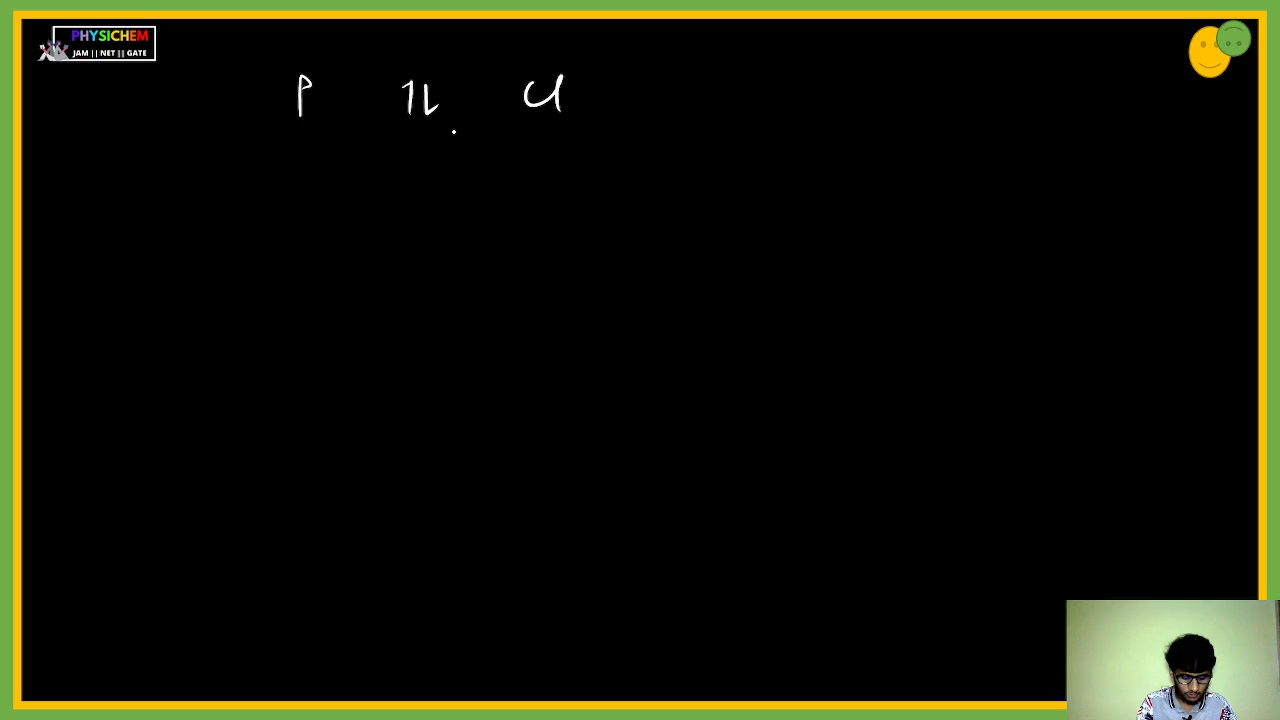 PHYSICHEM
JAM || NET || GATE
P ⥮ U